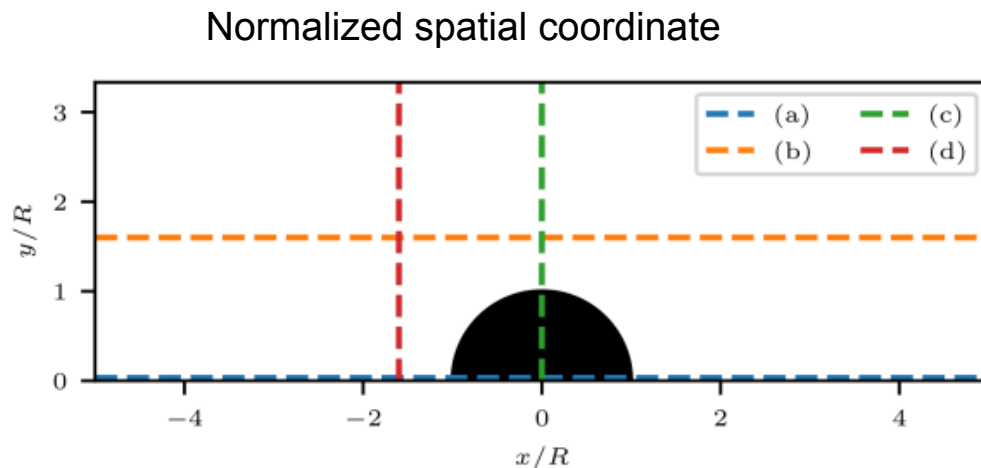 Normalized spatial coordinate
3
2
1
0
y/R
(a) (c)
(b) (d)
−4 −2 0 2 4
x/R